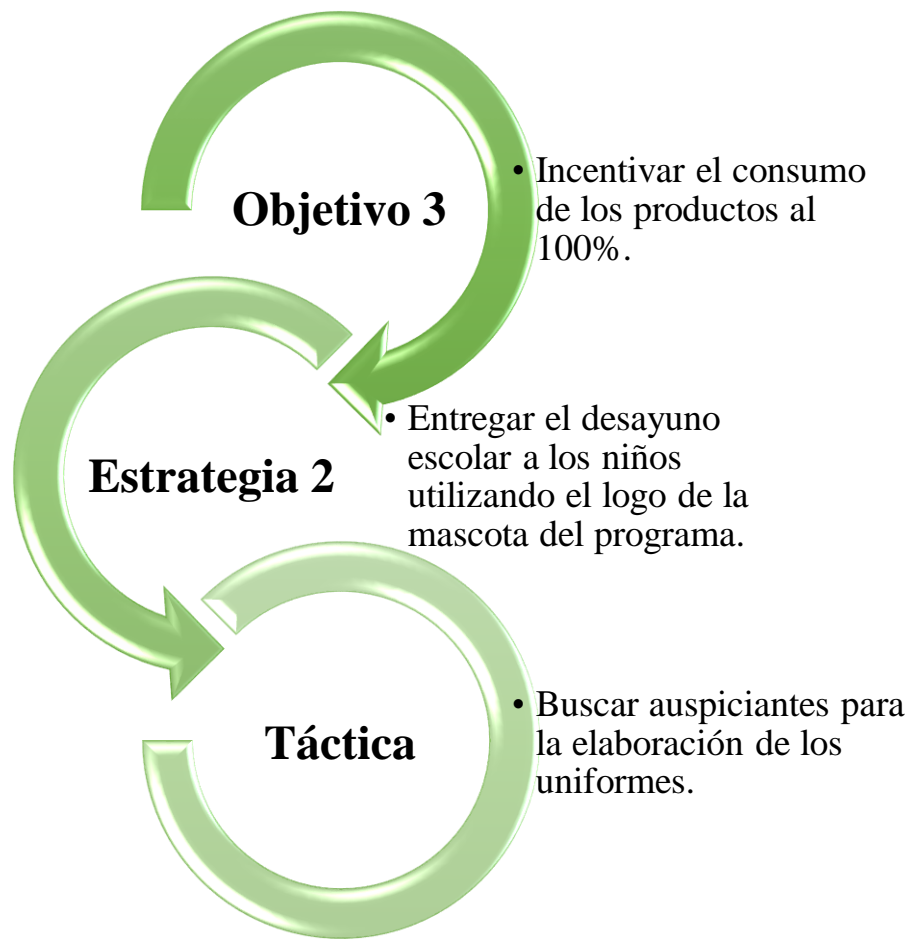 Objetivo 3
• Incentivar el consumo
de los productos al
100%.
Estrategia 2
• Entregar el desayuno
escolar a los niños
utilizando el logo de la
mascota del programa.
Táctica
• Buscar auspiciantes para
la elaboración de los
uniformes.